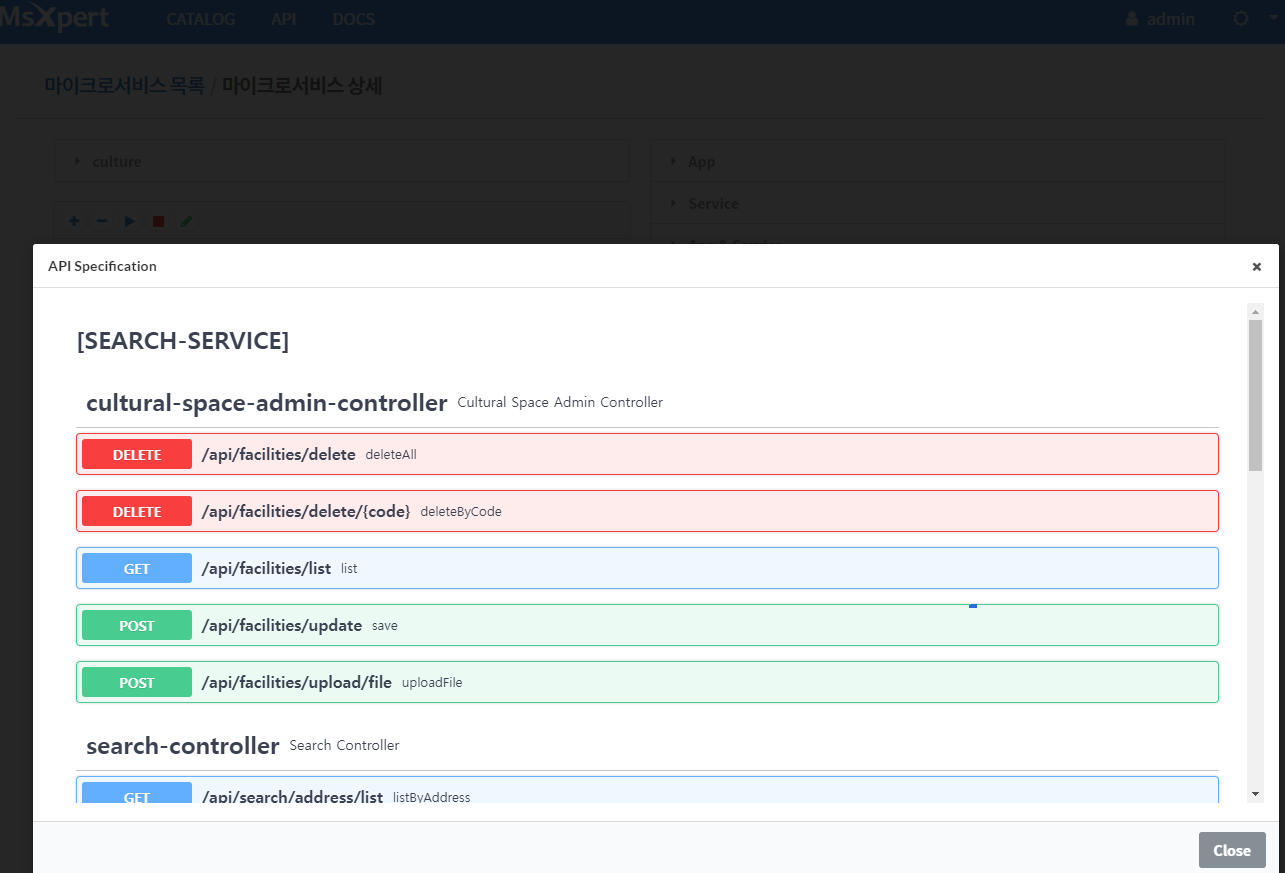 MsXpert CATALOG API DOCS admin
마이크로서비스 목록 / 마이크로서비스 상세
culture
App
Service
App & Service
API Specification
[SEARCH-SERVICE]
cultural-space-admin-controller Cultural Space Admin Controller
DELETE /api/facilities/delete deleteAll
DELETE /api/facilities/delete/{code} deleteByCode
GET /api/facilities/list list
POST /api/facilities/update save
POST /api/facilities/upload/file uploadFile
search-controller Search Controller
GET /api/search/address/list listByAddress
Close